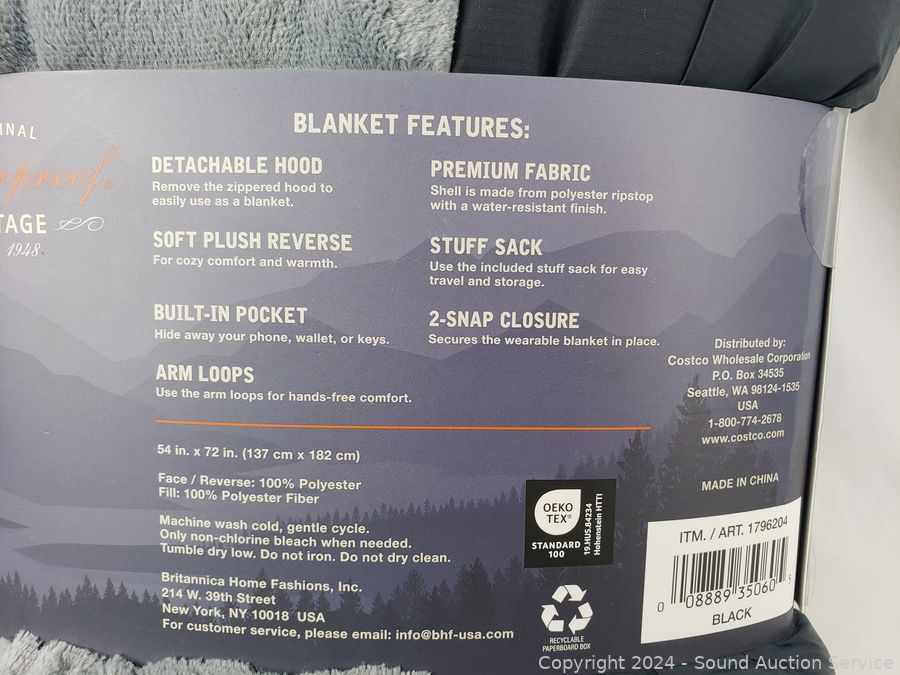 BLANKET FEATURES:
DETACHABLE HOOD
Remove the zippered hood to
easily use as a blanket.
SOFT PLUSH REVERSE
For cozy comfort and warmth.
BUILT-IN POCKET
Hide away your phone, wallet, or keys.
ARM LOOPS
Use the arm loops for hands-free comfort.
PREMIUM FABRIC
Shell is made from polyester ripstop
with a water-resistant finish.
STUFF SACK
Use the included stuff sack for easy
travel and storage.
2-SNAP CLOSURE
Secures the wearable blanket in place.
1948
54 in. x 72 in. (137 cm x 182 cm)
Face / Reverse: 100% Polyester
Fill: 100% Polyester Fiber
Machine wash cold, gentle cycle.
Only non-chlorine bleach when needed.
Tumble dry low. Do not iron. Do not dry clean.
Britannica Home Fashions, Inc.
214 W. 39th Street
New York, NY 10018 USA
For customer service, please email: info@bhf-usa.com
OEKO
TEX®
STANDARD
100
19.HUS.84234
Hohenstein HTTI
RECYCLABLE
PAPERBOARD BOX
Distributed by:
Costco Wholesale Corporation
P.O. Box 34535
Seattle, WA 98124-1535
USA
1-800-774-2678
www.costco.com
MADE IN CHINA
ITM. / ART. 1796204
0 08889 35060 5
BLACK
Copyright 2024 - Sound Auction Service